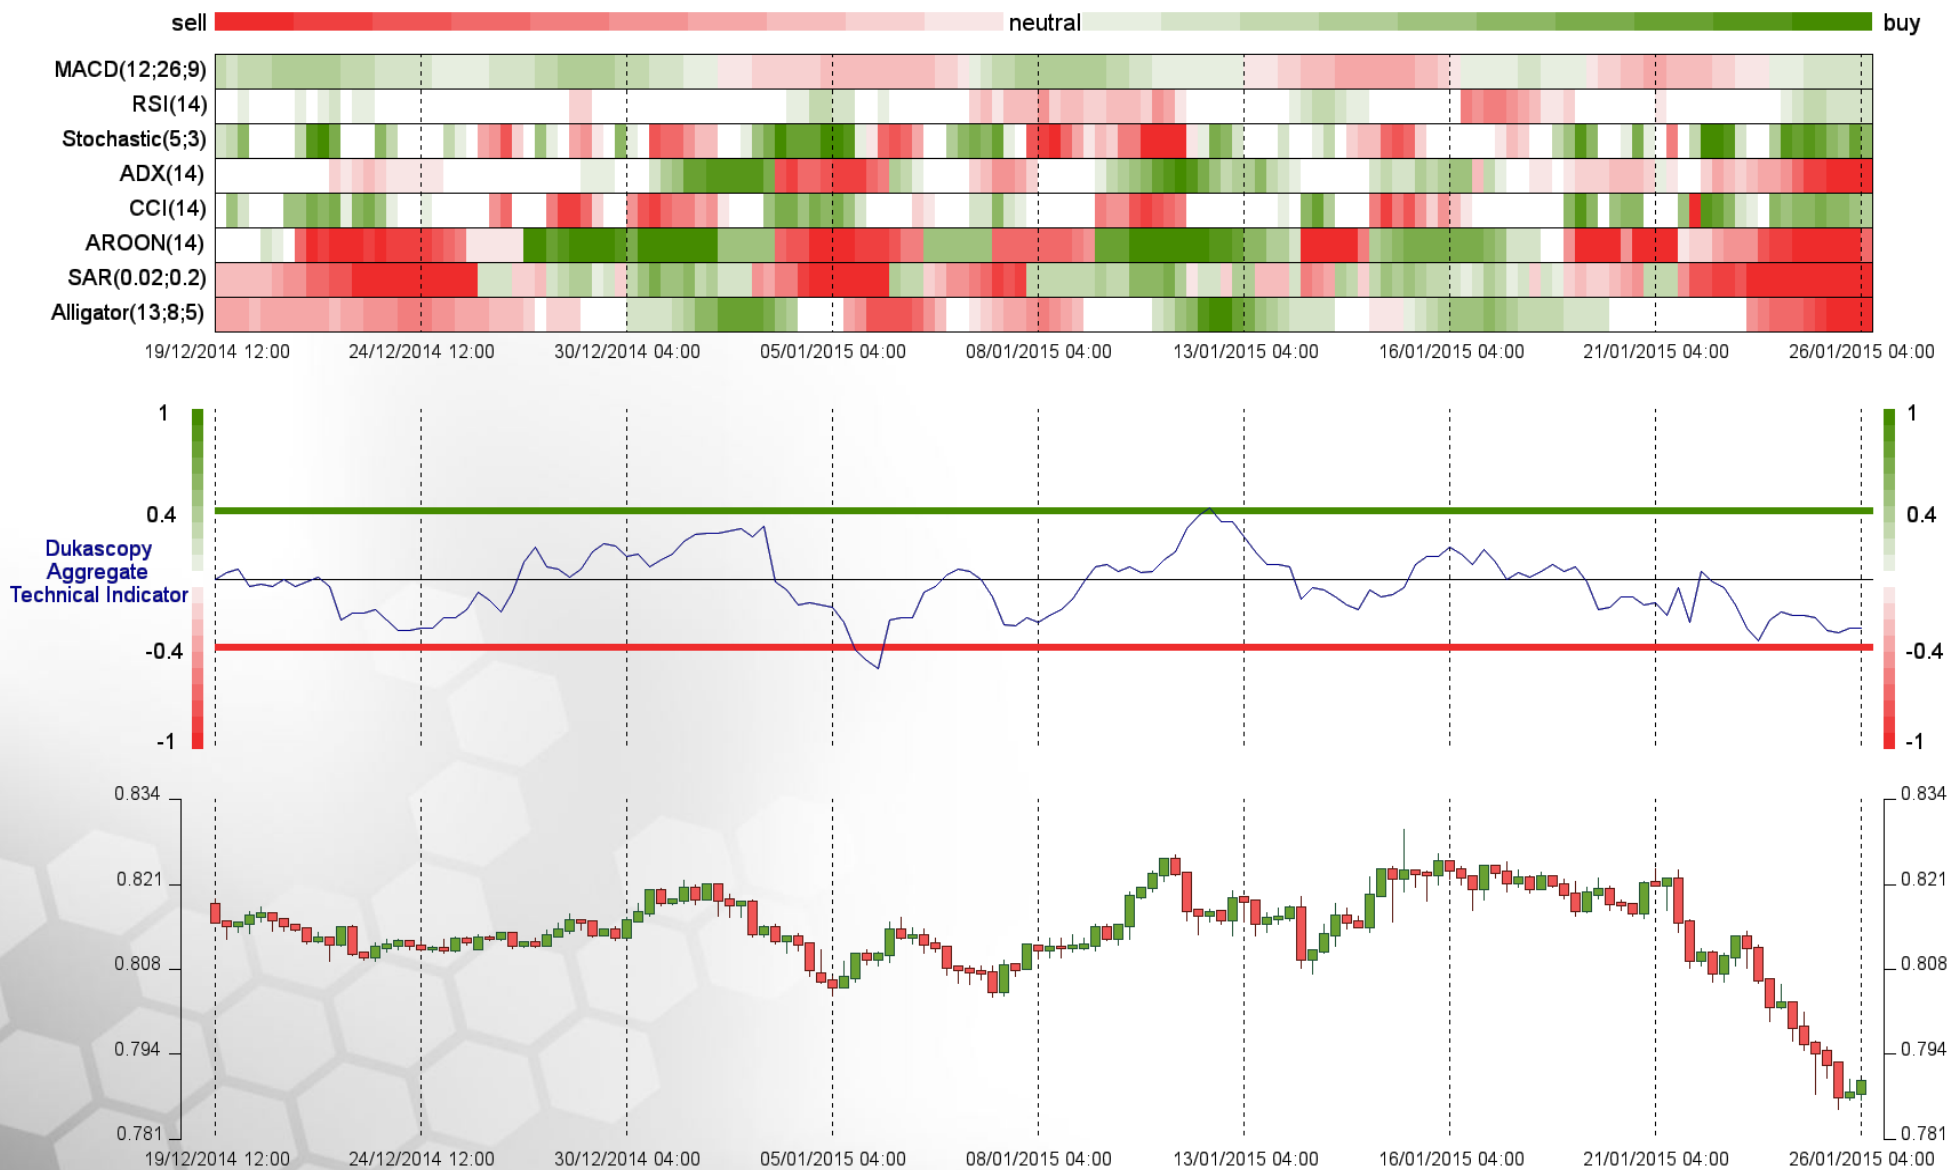 sell neutral buy
MACD(12;26;9)
RSI(14)
Stochastic(5;3)
ADX(14)
CCI(14)
AROON(14)
SAR(0.02;0.2)
Alligator(13;8;5)
19/12/2014 12:00 24/12/2014 12:00 30/12/2014 04:00 05/01/2015 04:00 08/01/2015 04:00 13/01/2015 04:00 16/01/2015 04:00 21/01/2015 04:00 26/01/2015 04:00
1 1
0.4 0.4
Dukascopy
Aggregate
Technical Indicator
-0.4 -0.4
-1 -1
0.834 0.834
0.821 0.821
0.808 0.808
0.794 0.794
0.781 0.781
19/12/2014 12:00 24/12/2014 12:00 30/12/2014 04:00 05/01/2015 04:00 08/01/2015 04:00 13/01/2015 04:00 16/01/2015 04:00 21/01/2015 04:00 26/01/2015 04:00